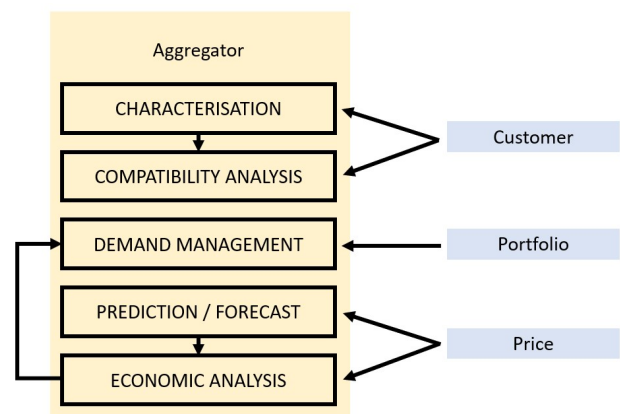 Aggregator
CHARACTERISATION
COMPATIBILITY ANALYSIS
DEMAND MANAGEMENT
PREDICTION / FORECAST
ECONOMIC ANALYSIS
Customer
Portfolio
Price